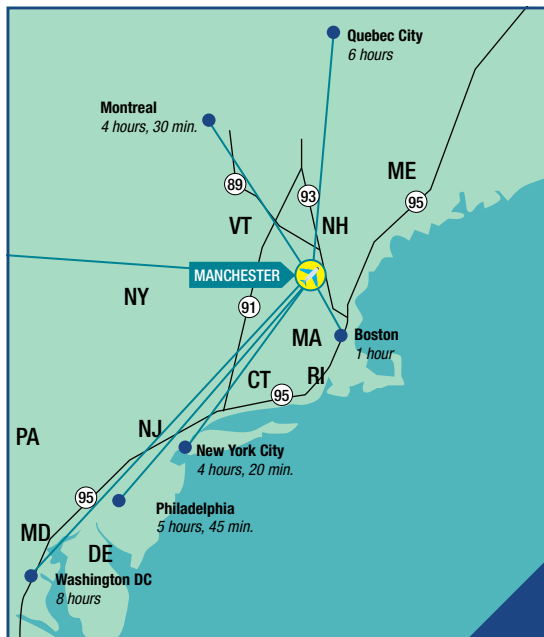 Quebec City
6 hours
Montreal
4 hours, 30 min.
ME
89
93
95
VT
NH
MANCHESTER
NY
91
MA
Boston
1 hour
CT
RI
95
NJ
PA
New York City
4 hours, 20 min.
95
Philadelphia
5 hours, 45 min.
MD
DE
Washington DC
8 hours